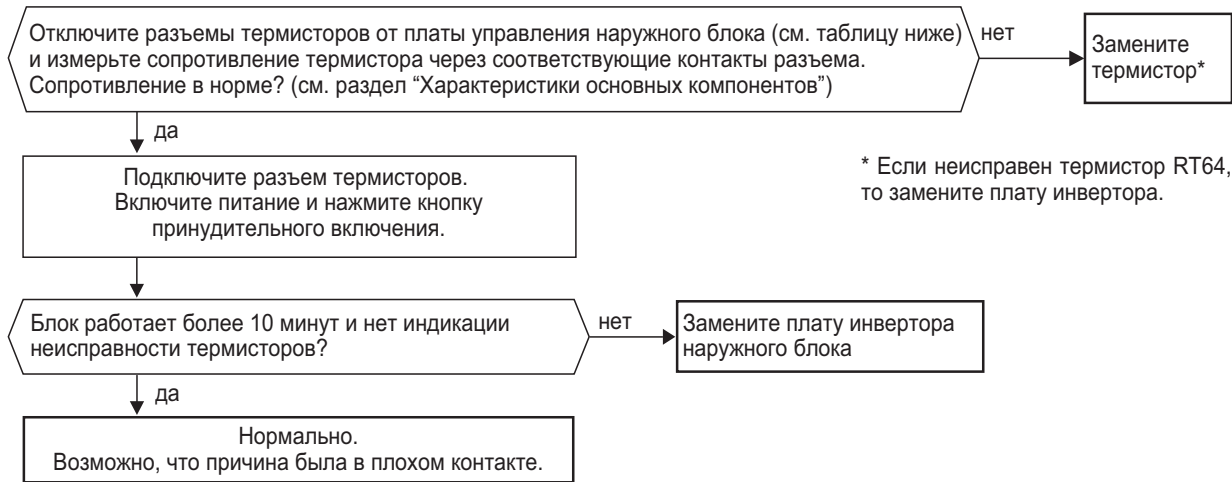 Отключите разъемы термисторов от платы управления наружного блока (см. таблицу ниже)
и измерьте сопротивление термистора через соответствующие контакты разъема.
Сопротивление в норме? (см. раздел “Характеристики основных компонентов”)
нет
Замените
термистор*
да
* Если неисправен термистор RT64,
то замените плату инвертора.
Подключите разъем термисторов.
Включите питание и нажмите кнопку
принудительного включения.
Блок работает более 10 минут и нет индикации
неисправности термисторов?
нет
Замените плату инвертора
наружного блока
да
Нормально.
Возможно, что причина была в плохом контакте.